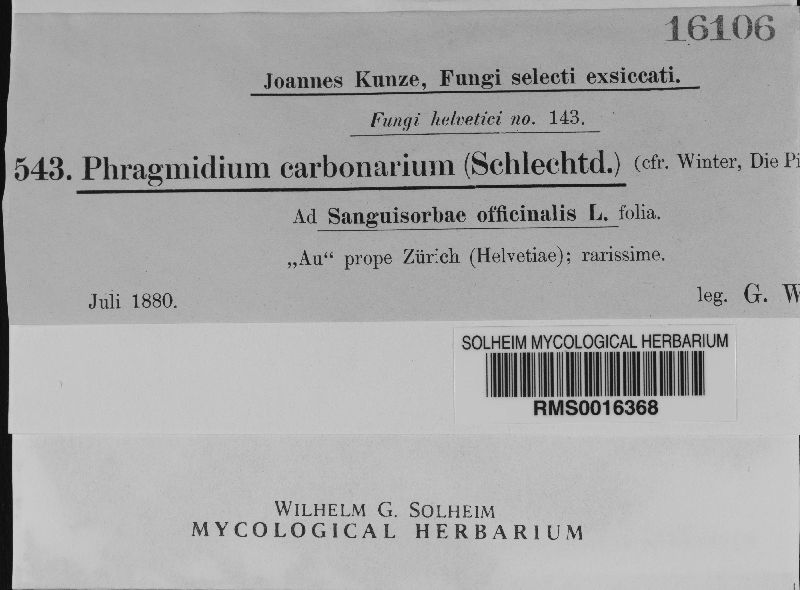 16106
Joannes Kunze, Fungi selecti exsiccati.
Fungi helvetici no. 143.
543. Phragmidium carbonarium (Schlechtd.) (cfr. Winter, Die Pi
Ad Sanguisorbae officinalis L. folia.
„Au“ prope Zürich (Helvetiae); rarissime.
Juli 1880.
leg. G. W
SOLHEIM MYCOLOGICAL HERBARIUM
RMS0016368
WILHELM G. SOLHEIM
MYCOLOGICAL HERBARIUM